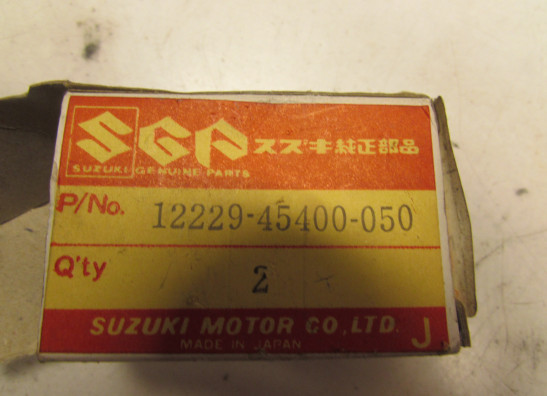 SGP スズキ純正部品
SUZUKI GENUINE PARTS
P/No. 12229-45400-050
Q'ty 2
SUZUKI MOTOR CO.,LTD. J
MADE IN JAPAN